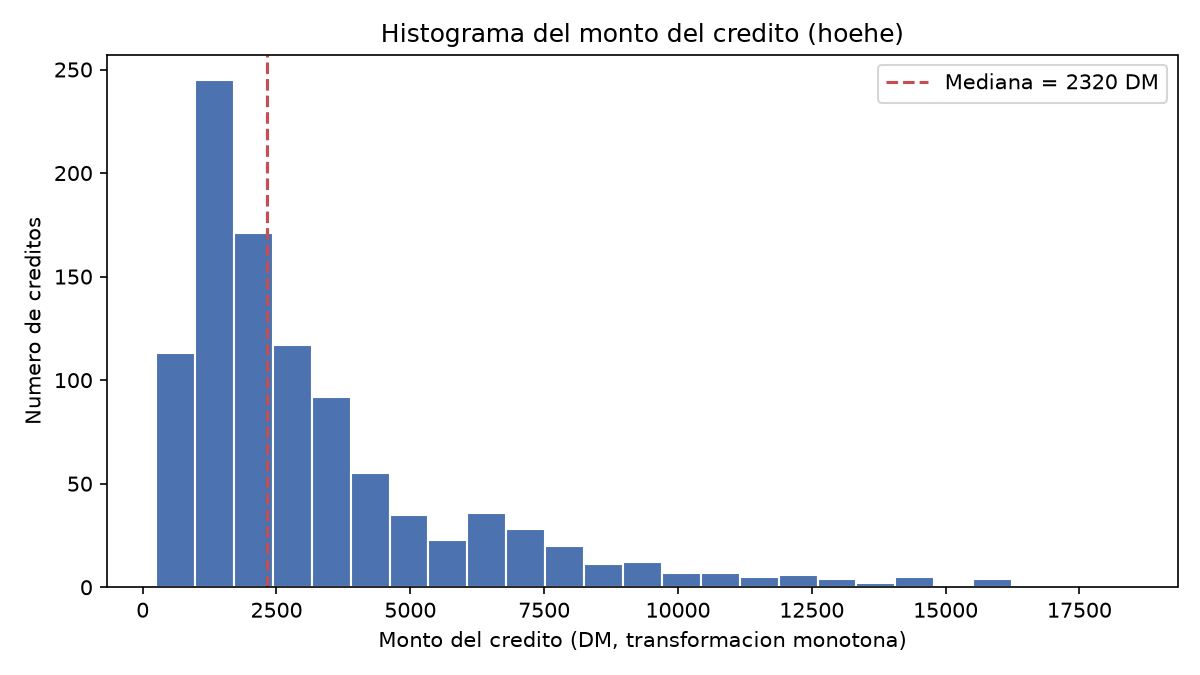 Histograma del monto del credito (hoehe)
Mediana = 2320 DM
Numero de creditos
250
200
150
100
50
0
0 2500 5000 7500 10000 12500 15000 17500
Monto del credito (DM, transformacion monotona)